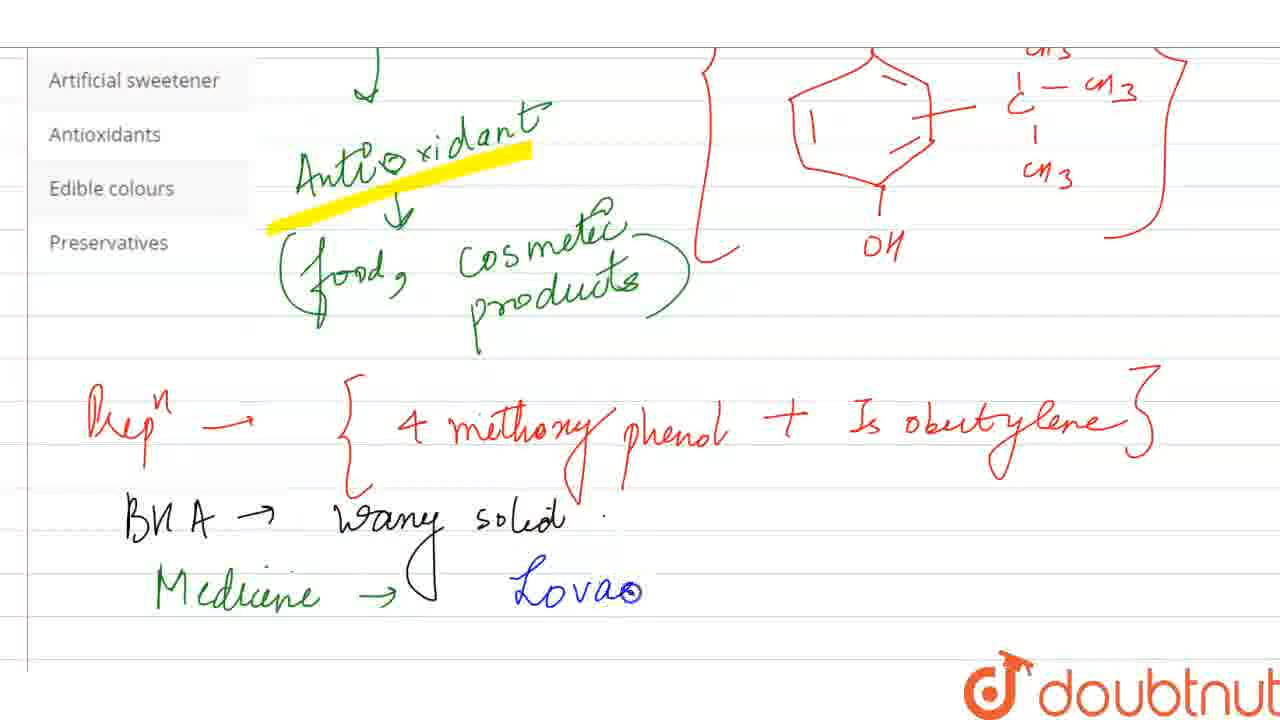 Artificial sweetener
Antioxidants
Edible colours
Preservatives
Antioxidant
(food, cosmetic
products)
CH3
C — CH3
CH3
OH
Prepⁿ → { 4 methoxy phenol + Isobutylene }
BHA → waxy solid .
Medicine → Lovas
doubtnut